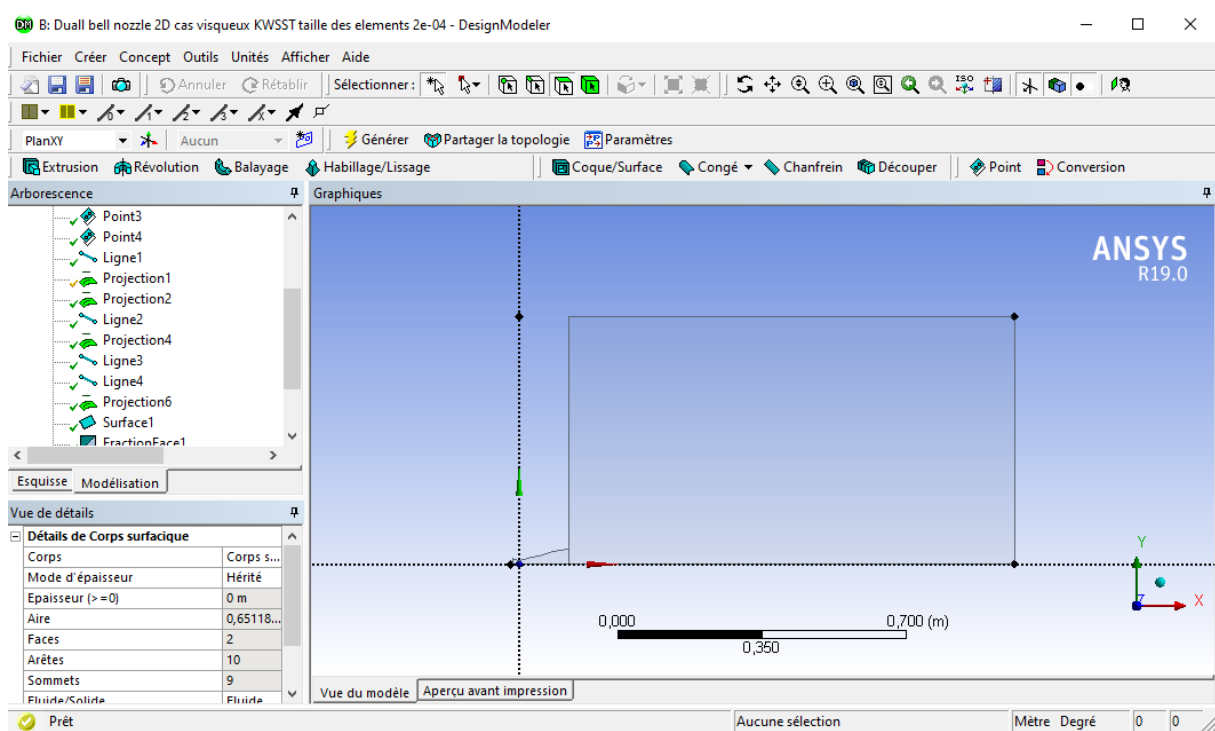 B: Duall bell nozzle 2D cas visqueux KWSST taille des elements 2e-04 - DesignModeler
Fichier Créer Concept Outils Unités Afficher Aide
Annuler Rétablir Sélectionner: ISO
PlanXY Aucun Générer Partager la topologie Paramètres
Extrusion Révolution Balayage Habillage/Lissage Coque/Surface Congé Chanfrein Découper Point Conversion
Arborescence
Point3
Point4
Ligne1
Projection1
Projection2
Ligne2
Projection4
Ligne3
Ligne4
Projection6
Surface1
FractionFace1
Esquisse Modélisation
Vue de détails
Détails de Corps surfacique
Corps Corps s...
Mode d'épaisseur Hérité
Epaisseur (>=0) 0 m
Aire 0,65118...
Faces 2
Arêtes 10
Sommets 9
Fluide/Solide Fluide
Graphiques
ANSYS
R19.0
Y
Z
X
0,000 0,700 (m)
0,350
Vue du modèle Aperçu avant impression
Prêt Aucune sélection Mètre Degré 0 0